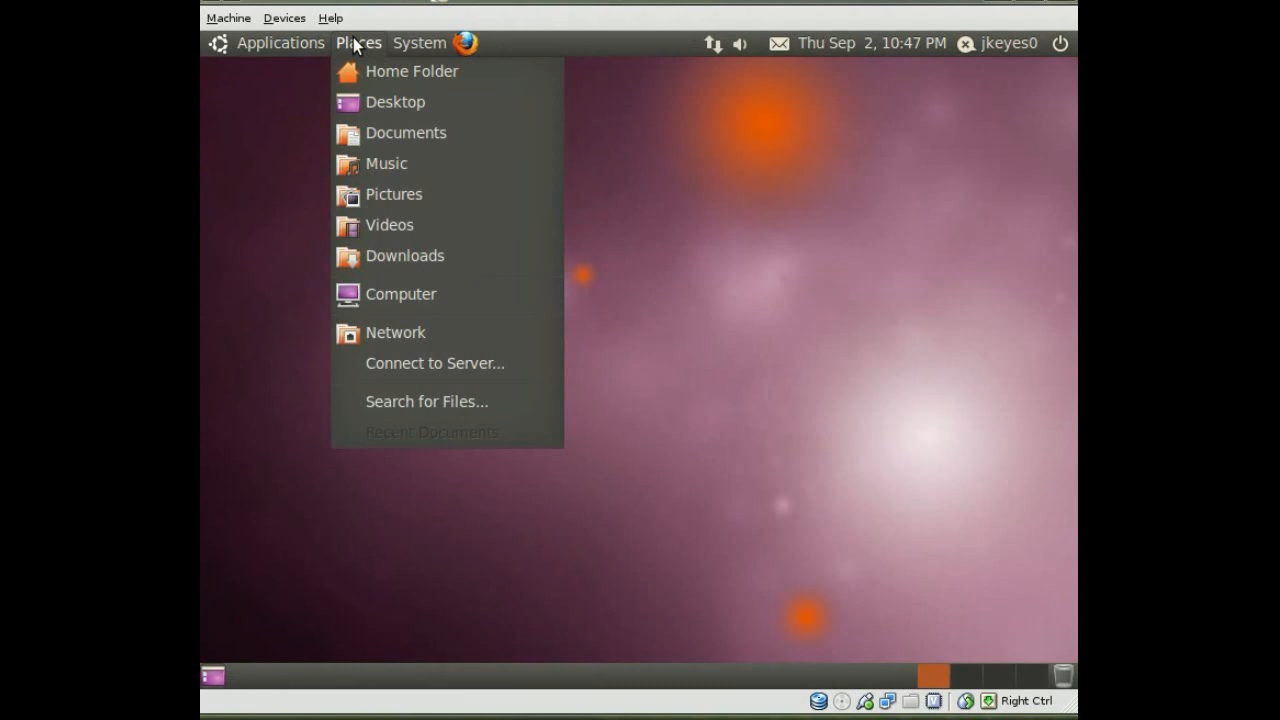 Machine Devices Help
Applications Places System Thu Sep 2, 10:47 PM jkeyes0
Home Folder
Desktop
Documents
Music
Pictures
Videos
Downloads
Computer
Network
Connect to Server...
Search for Files...
Recent Documents
Right Ctrl